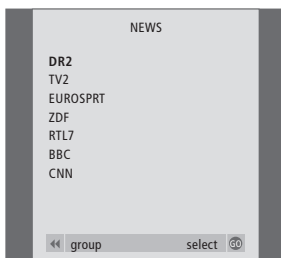 NEWS
DR2
TV2
EUROSPRT
ZDF
RTL7
BBC
CNN
group select GO